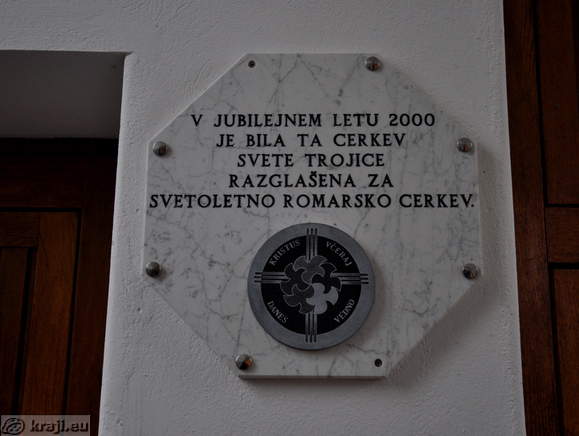 V JUBILEJNEM LETU 2000
JE BILA TA CERKEV
SVETE TROJICE
RAZGLAŠENA ZA
SVETOLETNO ROMARSKO CERKEV.
KRISTUS VČERAJ
DANES VEDNO
kraji.eu